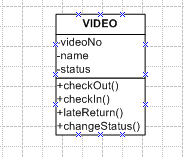 VIDEO
-videoNo
-name
-status
+checkOut()
+checkIn()
+lateReturn()
+changeStatus()